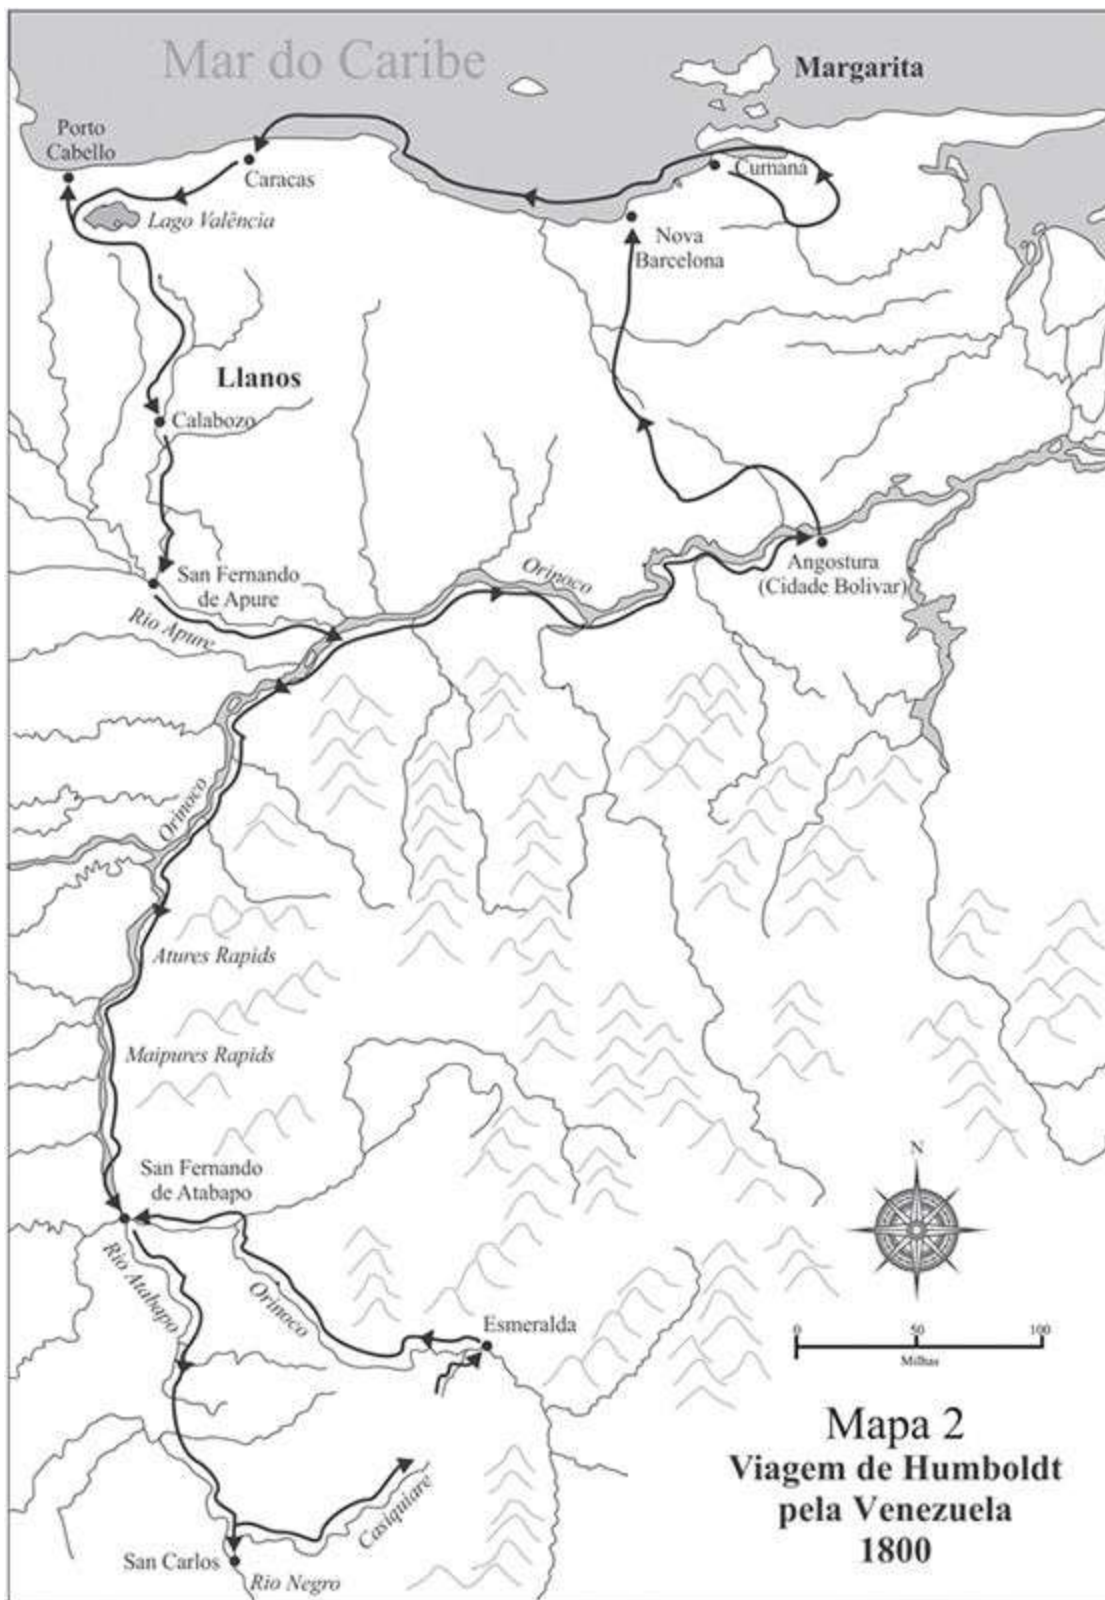 Mar do Caribe
Margarita
Porto
Cabello
Caracas
Cumana
Lago Valência
Nova
Barcelona
Llanos
Calabozo
San Fernando
de Apure
Orinoco
Angostura
(Cidade Bolivar)
Rio Apure
Orinoco
Atures Rapids
Maipures Rapids
San Fernando
de Atabapo
N
Rio Atabapo
Orinoco
Esmeralda
0 50 100
Milhas
Mapa 2
Viagem de Humboldt
pela Venezuela
1800
Casiquiare
San Carlos
Rio Negro